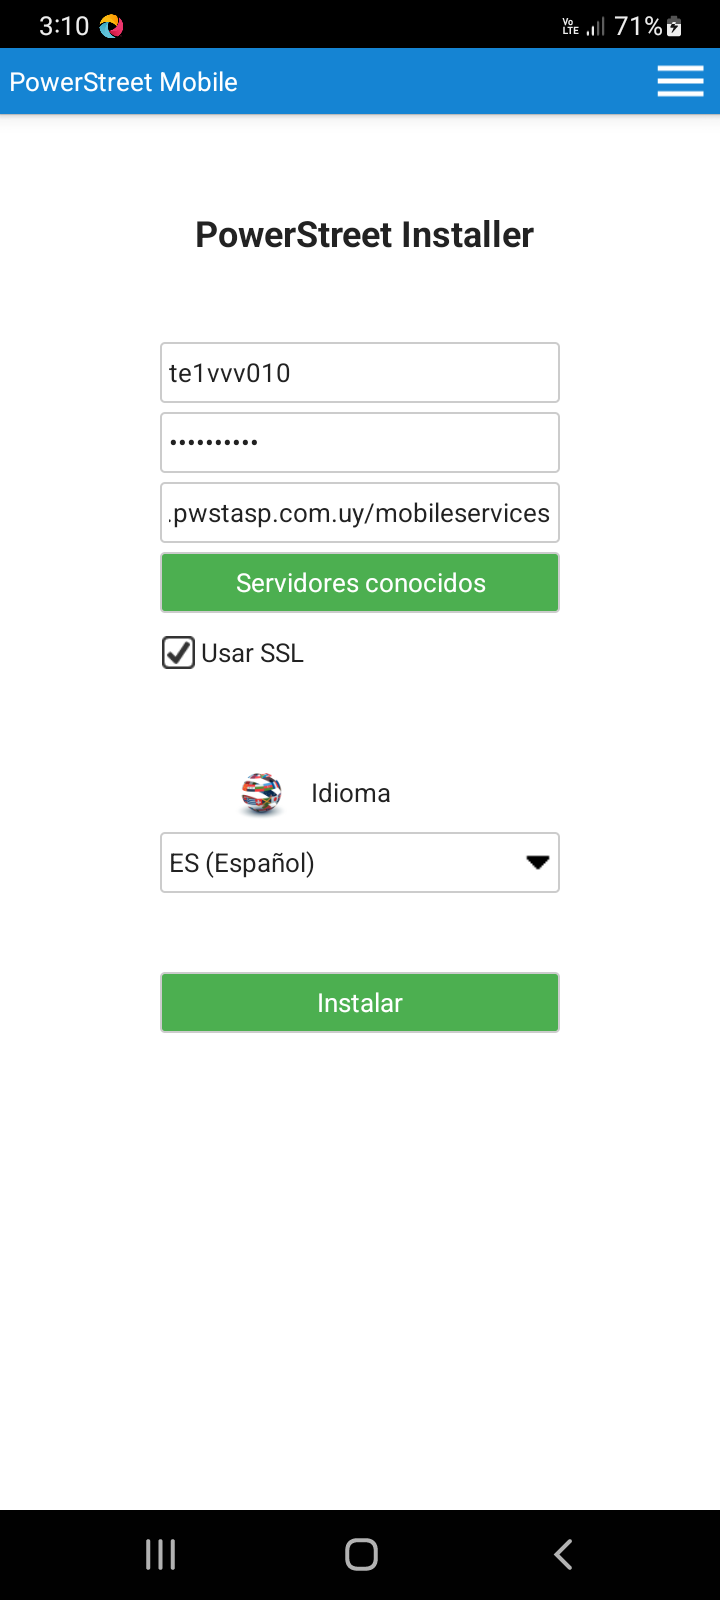 3:10
Vo LTE 71%
PowerStreet Mobile
PowerStreet Installer
te1vvv010
••••••••••
.pwstasp.com.uy/mobileservices
Servidores conocidos
Usar SSL
Idioma
ES (Español)
Instalar